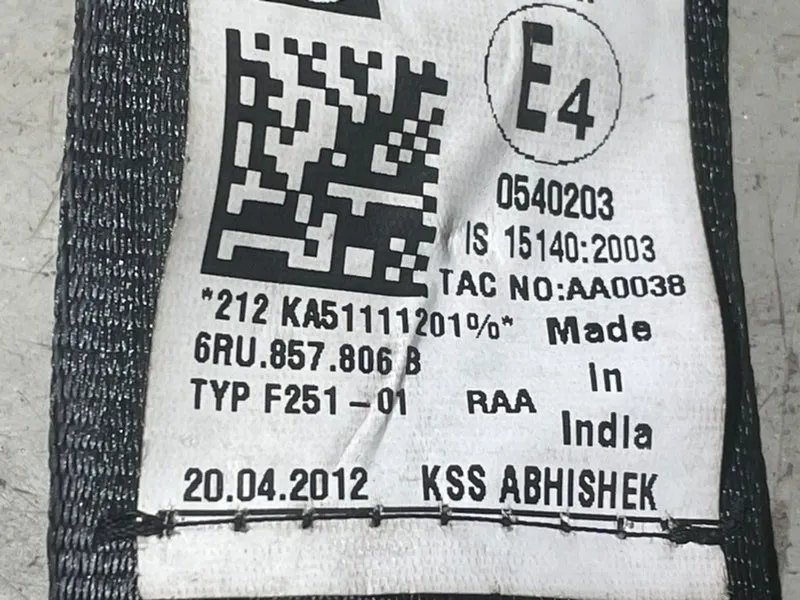 E4
0540203
IS 15140:2003
TAC NO:AA0038
*212 KA51111201%*
Made
6RU.857.806 B
In
TYP F251-01 RAA
India
20.04.2012 KSS ABHISHEK